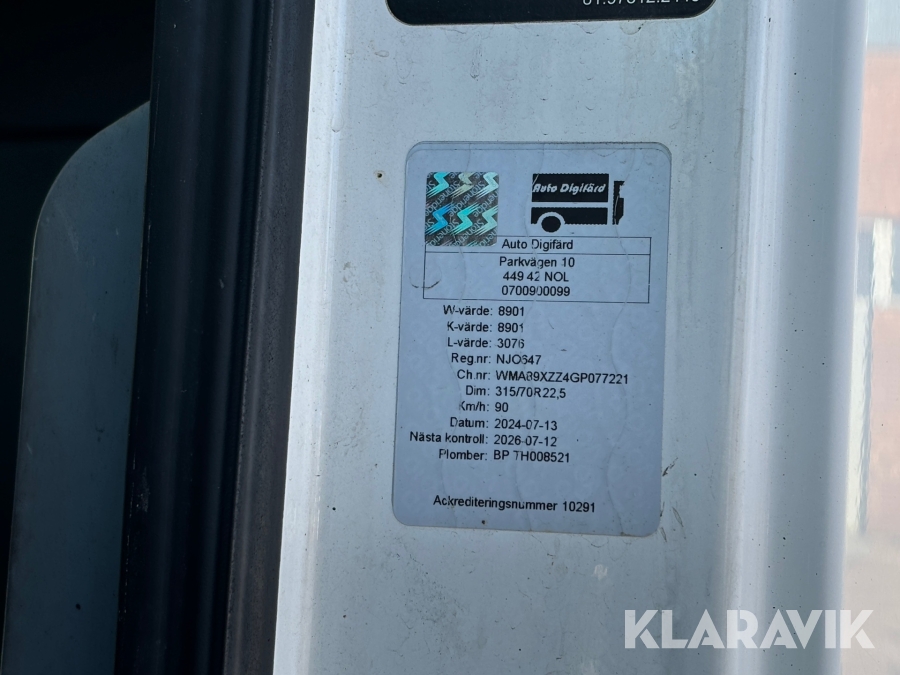 Auto Digifärd
Auto Digifärd
Parkvägen 10
449 42 NOL
0700900099
W-värde: 8901
K-värde: 8901
L-värde: 3076
Reg.nr: NJO647
Ch.nr: WMA89XZZ4GP077221
Dim: 315/70R22,5
Km/h: 90
Datum: 2024-07-13
Nästa kontroll: 2026-07-12
Plomber: BP TH008521
Ackrediteringsnummer 10291
KLARAVIK